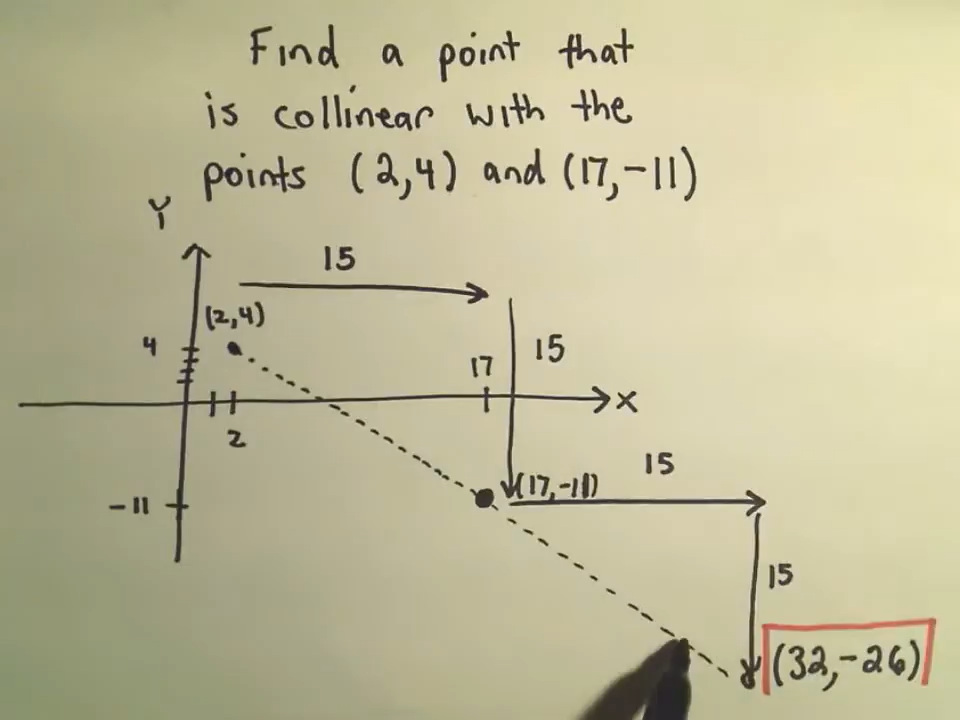 Find a point that
is collinear with the
points (2,4) and (17,-11)
Y
15
(2,4)
4
15
17
X
2
15
(17,-11)
-11
15
(32,-26)